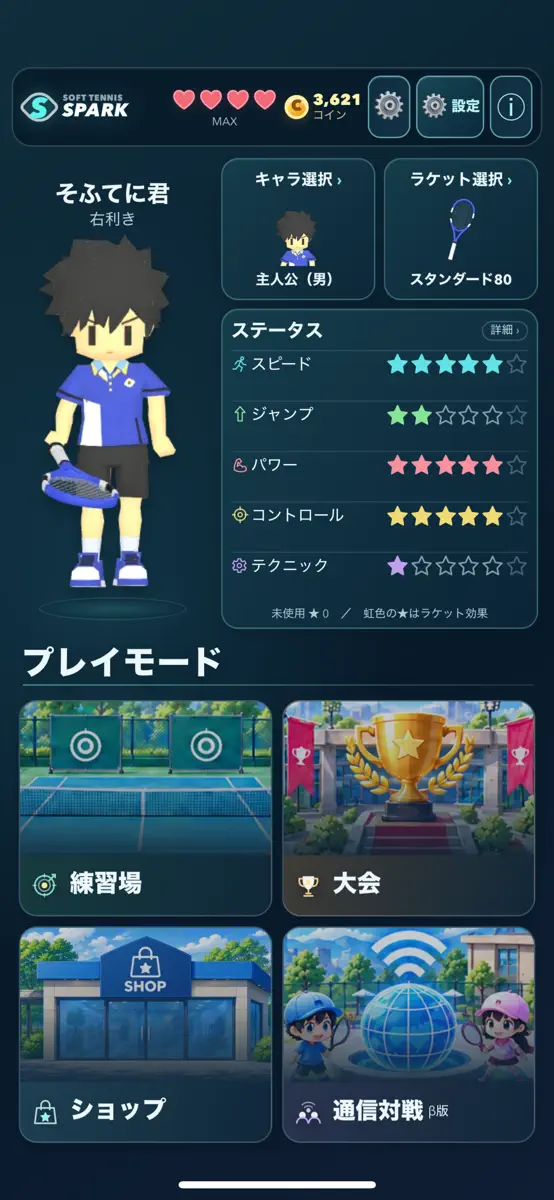 SOFT TENNIS
SPARK
MAX
3,621
コイン
設定
そふてに君
右利き
キャラ選択 ›
主人公（男）
ラケット選択 ›
スタンダード80
ステータス
詳細 ›
スピード
ジャンプ
パワー
コントロール
テクニック
未使用 ★ 0 ／ 虹色の★はラケット効果
プレイモード
練習場
大会
SHOP
ショップ
通信対戦 β版